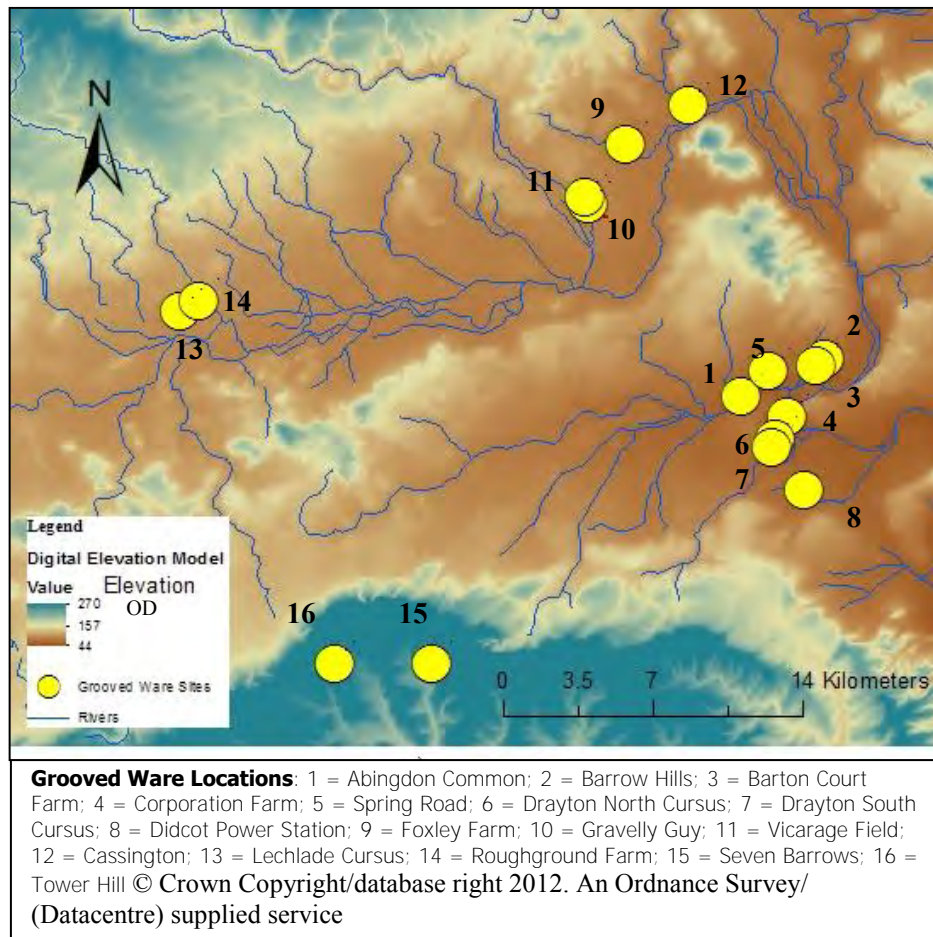 N
12
9
11
10
14
13
2
5
1
3
4
6
7
8
Legend
Digital Elevation Model
Value Elevation
OD
270
157
44
Grooved Ware Sites
Rivers
16
15
0 3.5 7 14 Kilometers
Grooved Ware Locations: 1 = Abingdon Common; 2 = Barrow Hills; 3 = Barton Court
Farm; 4 = Corporation Farm; 5 = Spring Road; 6 = Drayton North Cursus; 7 = Drayton South
Cursus; 8 = Didcot Power Station; 9 = Foxley Farm; 10 = Gravelly Guy; 11 = Vicarage Field;
12 = Cassington; 13 = Lechlade Cursus; 14 = Roughground Farm; 15 = Seven Barrows; 16 =
Tower Hill © Crown Copyright/database right 2012. An Ordnance Survey/
(Datacentre) supplied service